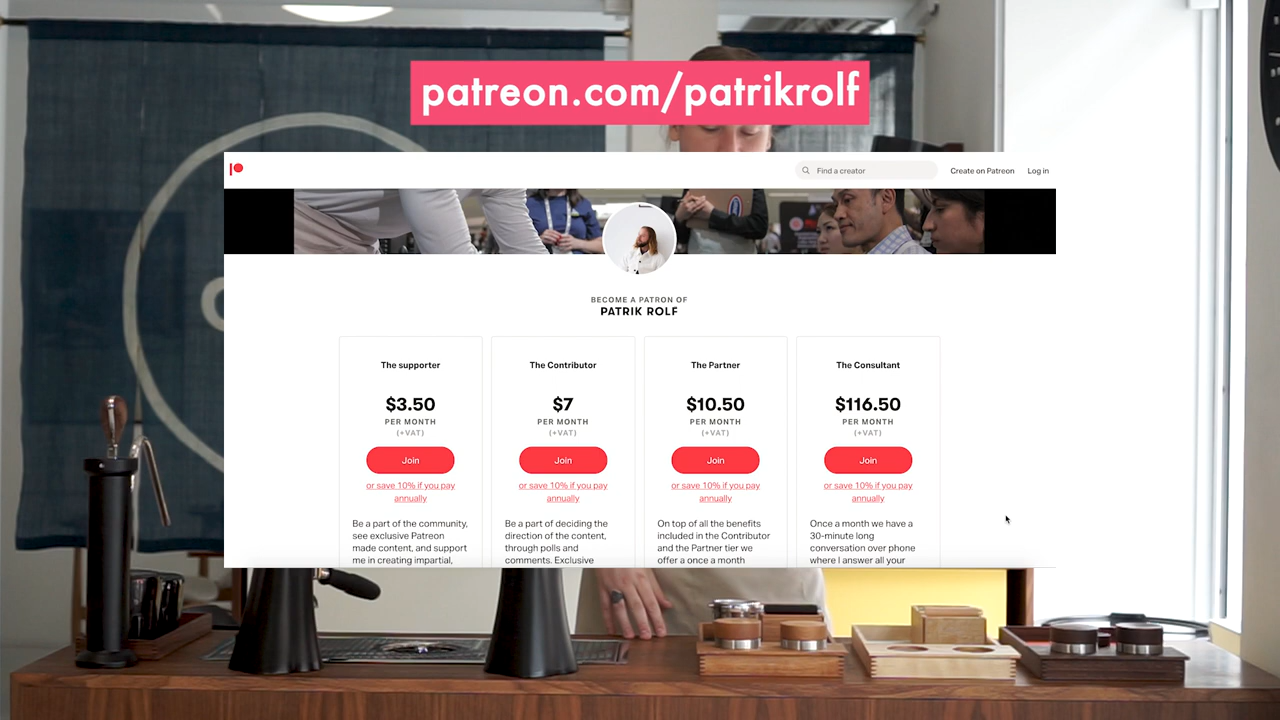 patreon.com/patrikrolf
Find a creator
Create on Patreon
Log in
BECOME A PATRON OF
PATRIK ROLF
The supporter
$3.50
PER MONTH
(+VAT)
Join
or save 10% if you pay
annually
Be a part of the community,
see exclusive Patreon
made content, and support
me in creating impartial,
The Contributor
$7
PER MONTH
(+VAT)
Join
or save 10% if you pay
annually
Be a part of deciding the
direction of the content,
through polls and
comments. Exclusive
The Partner
$10.50
PER MONTH
(+VAT)
Join
or save 10% if you pay
annually
On top of all the benefits
included in the Contributor
and the Partner tier we
offer a once a month
The Consultant
$116.50
PER MONTH
(+VAT)
Join
or save 10% if you pay
annually
Once a month we have a
30-minute long
conversation over phone
where I answer all your